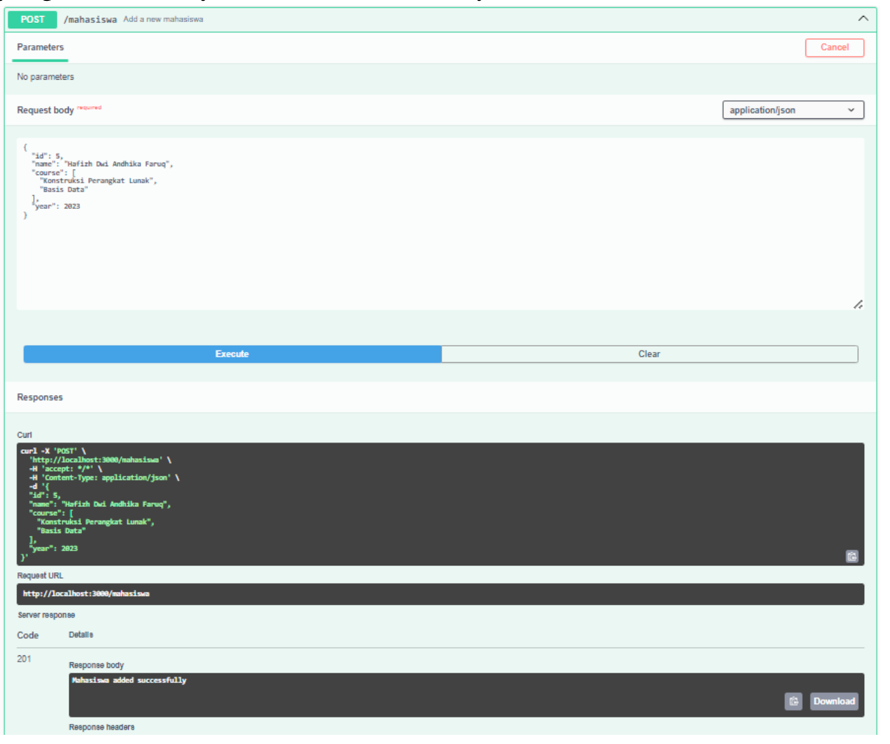 POST /mahasiswa Add a new mahasiswa
Parameters Cancel
No parameters
Request body required application/json
{
"id": 5,
"name": "Hafizh Dwi Andhika Faruq",
"course": [
"Konstruksi Perangkat Lunak",
"Basis Data"
],
"year": 2023
}
Execute Clear
Responses
Curl
curl -X 'POST' \
'http://localhost:3000/mahasiswa' \
-H 'accept: */*' \
-H 'Content-Type: application/json' \
-d '{
"id": 5,
"name": "Hafizh Dwi Andhika Faruq",
"course": [
"Konstruksi Perangkat Lunak",
"Basis Data"
],
"year": 2023
}'
Request URL
http://localhost:3000/mahasiswa
Server response
Code Details
201
Response body
Mahasiswa added successfully
Download
Response headers